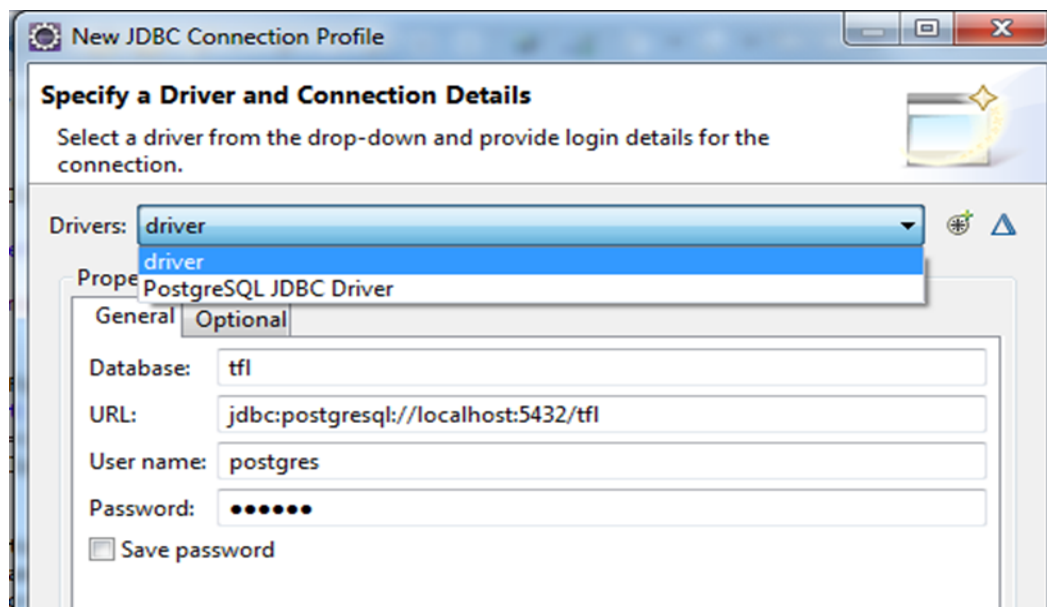 New JDBC Connection Profile
Specify a Driver and Connection Details
Select a driver from the drop-down and provide login details for the
connection.
Drivers: driver
driver
Prope
PostgreSQL JDBC Driver
General Optional
Database: tfl
URL: jdbc:postgresql://localhost:5432/tfl
User name: postgres
Password: ●●●●●●
Save password